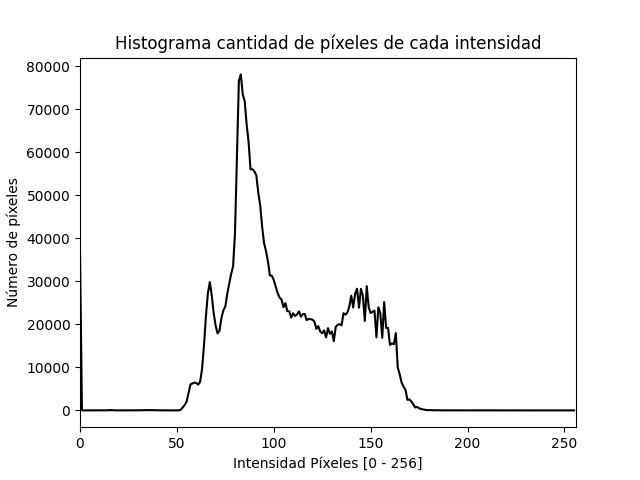 Histograma cantidad de píxeles de cada intensidad
80000
70000
60000
50000
40000
30000
20000
10000
0
Número de píxeles
0 50 100 150 200 250
Intensidad Píxeles [0 - 256]